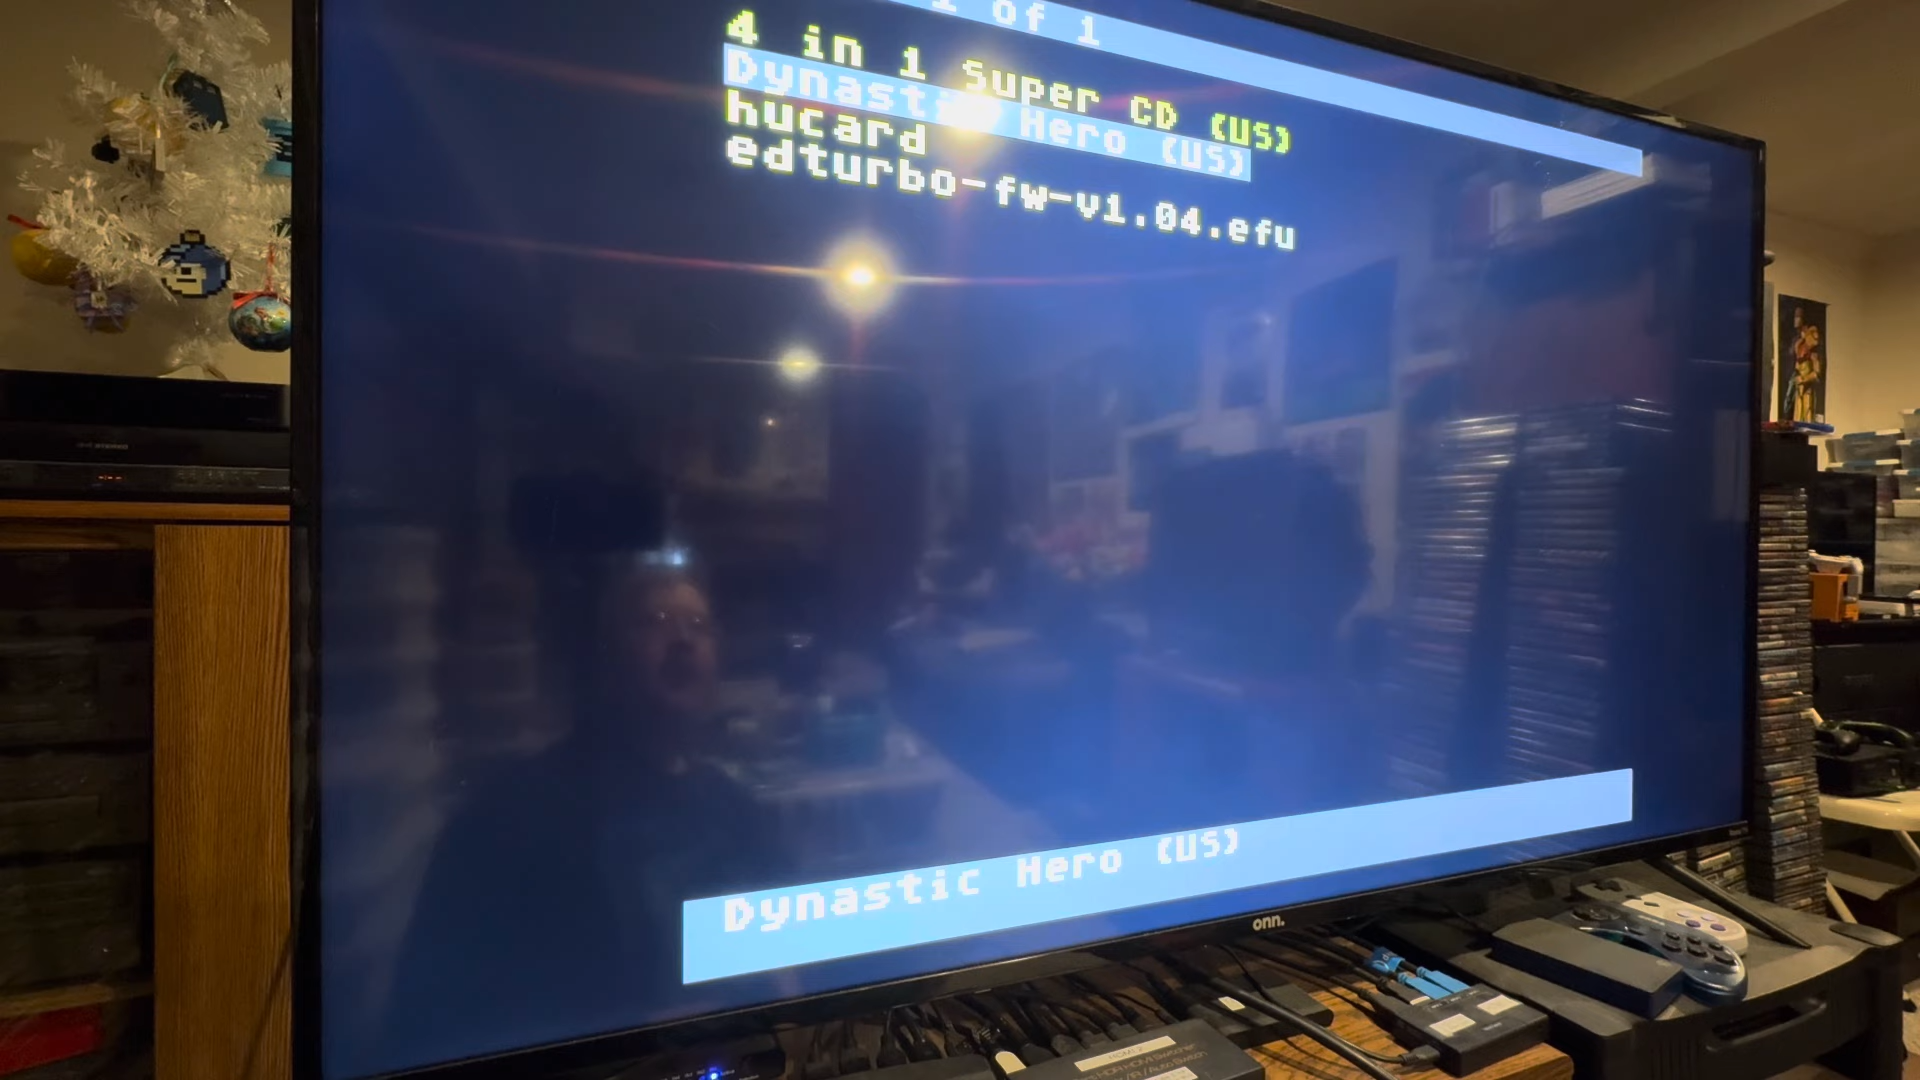 1 of 1
4 in 1 Super CD (US)
Dynastic Hero (US)
hucard
edturbo-fw-v1.04.efu
Dynastic Hero (US)
onn.